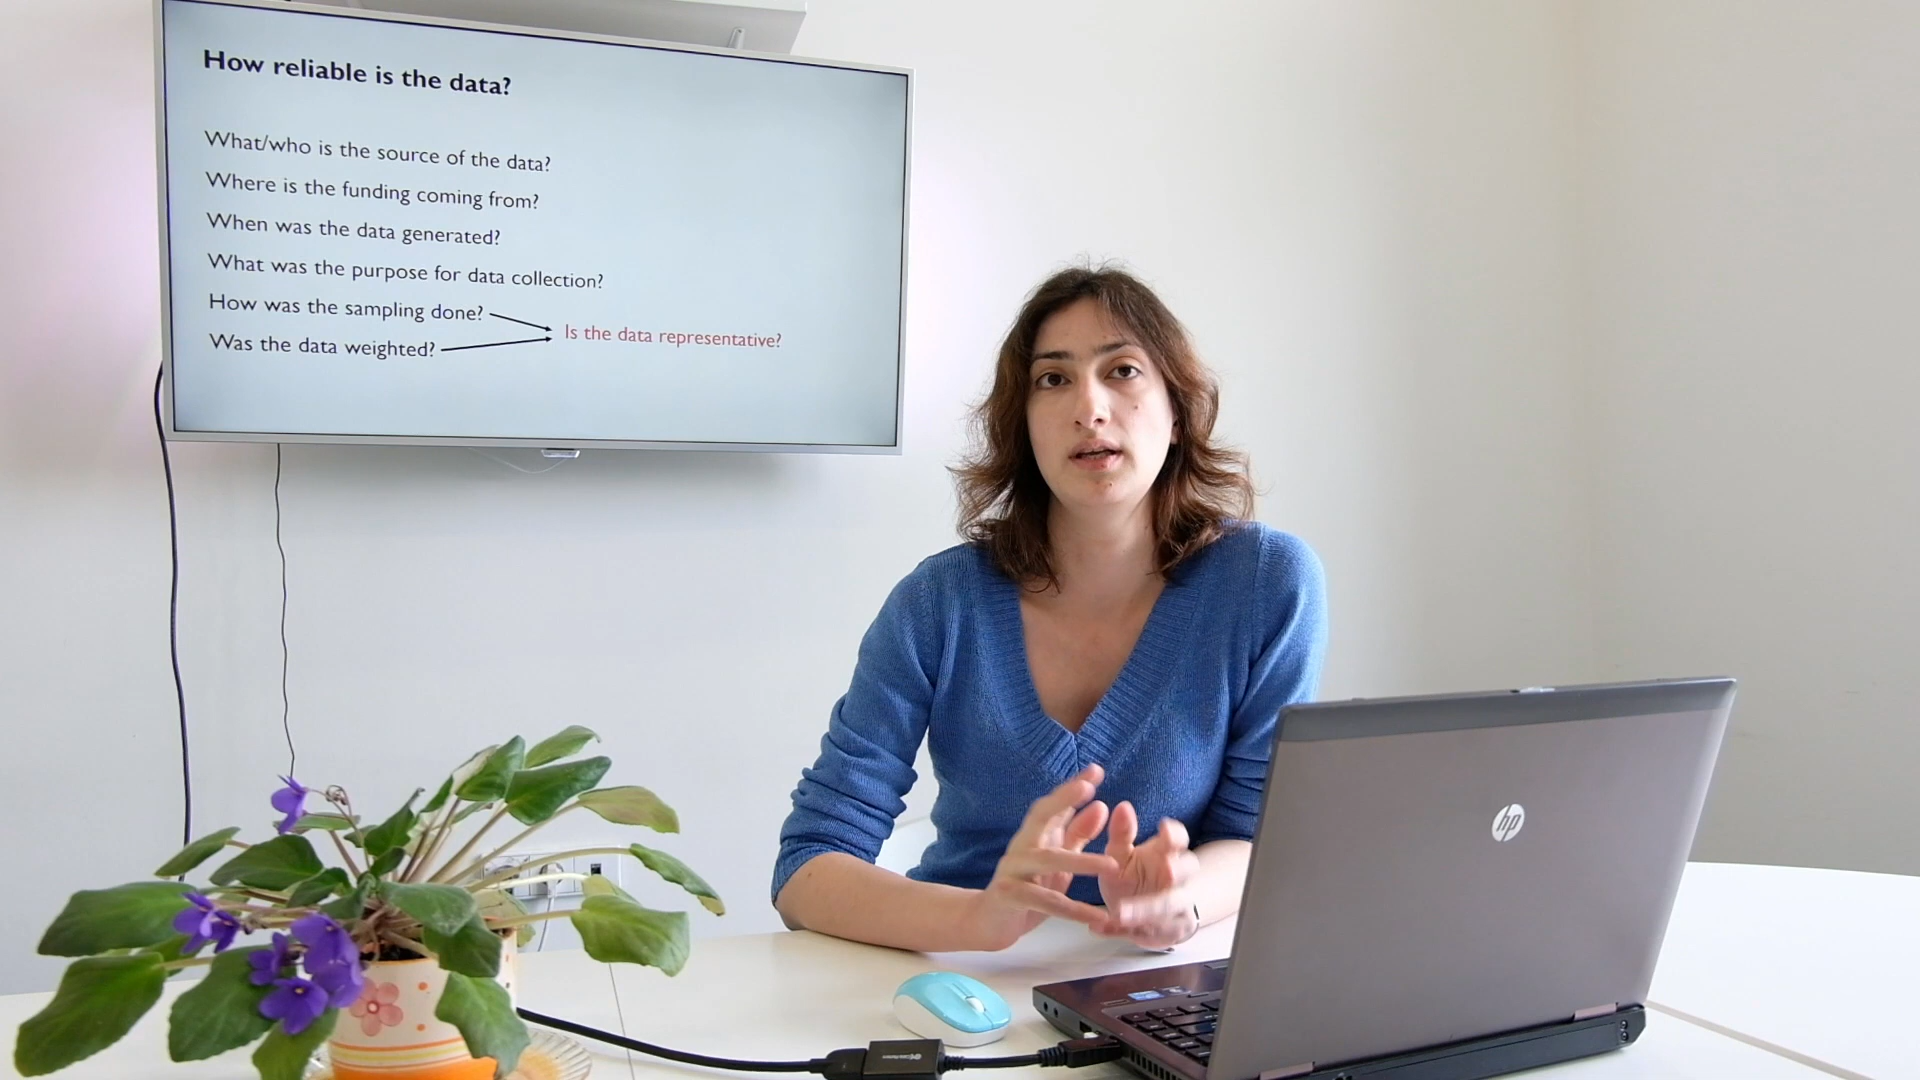 How reliable is the data?
What/who is the source of the data?
Where is the funding coming from?
When was the data generated?
What was the purpose for data collection?
How was the sampling done?
Is the data representative?
Was the data weighted?
hp